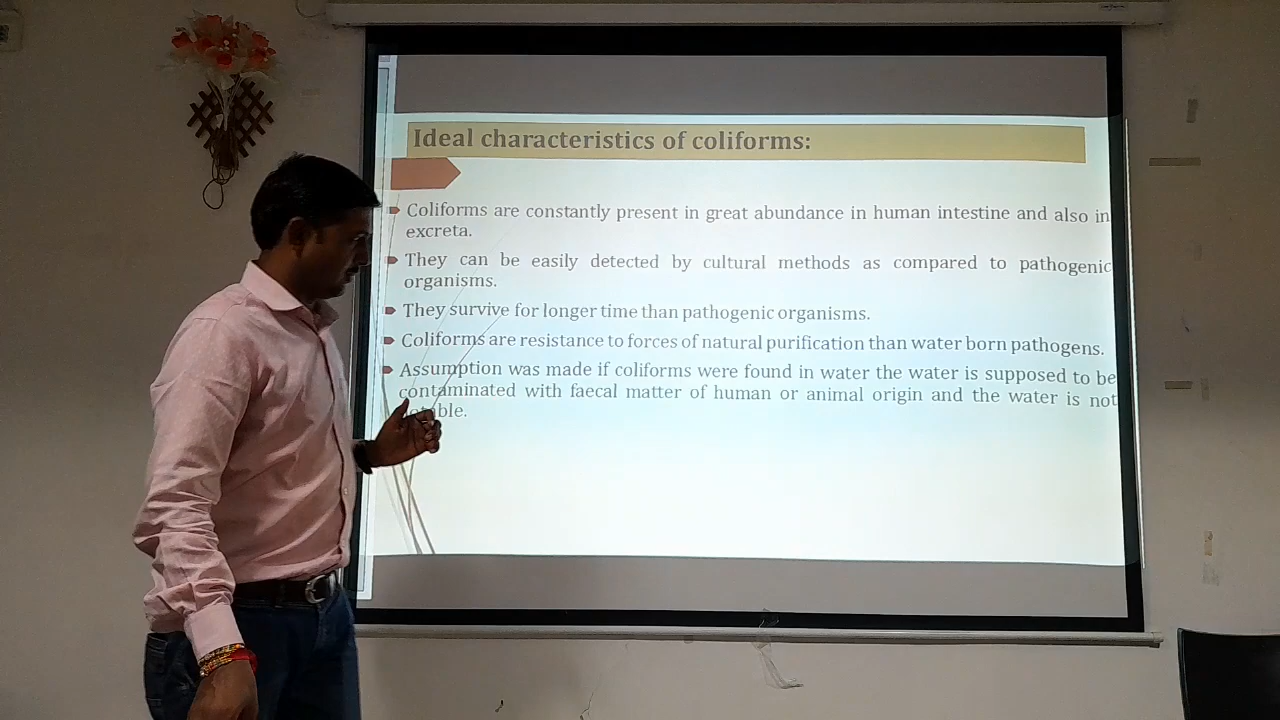 Ideal characteristics of coliforms:
Coliforms are constantly present in great abundance in human intestine and also in
excreta.
They can be easily detected by cultural methods as compared to pathogenic
organisms.
They survive for longer time than pathogenic organisms.
Coliforms are resistance to forces of natural purification than water born pathogens.
Assumption was made if coliforms were found in water the water is supposed to be
contaminated with faecal matter of human or animal origin and the water is not